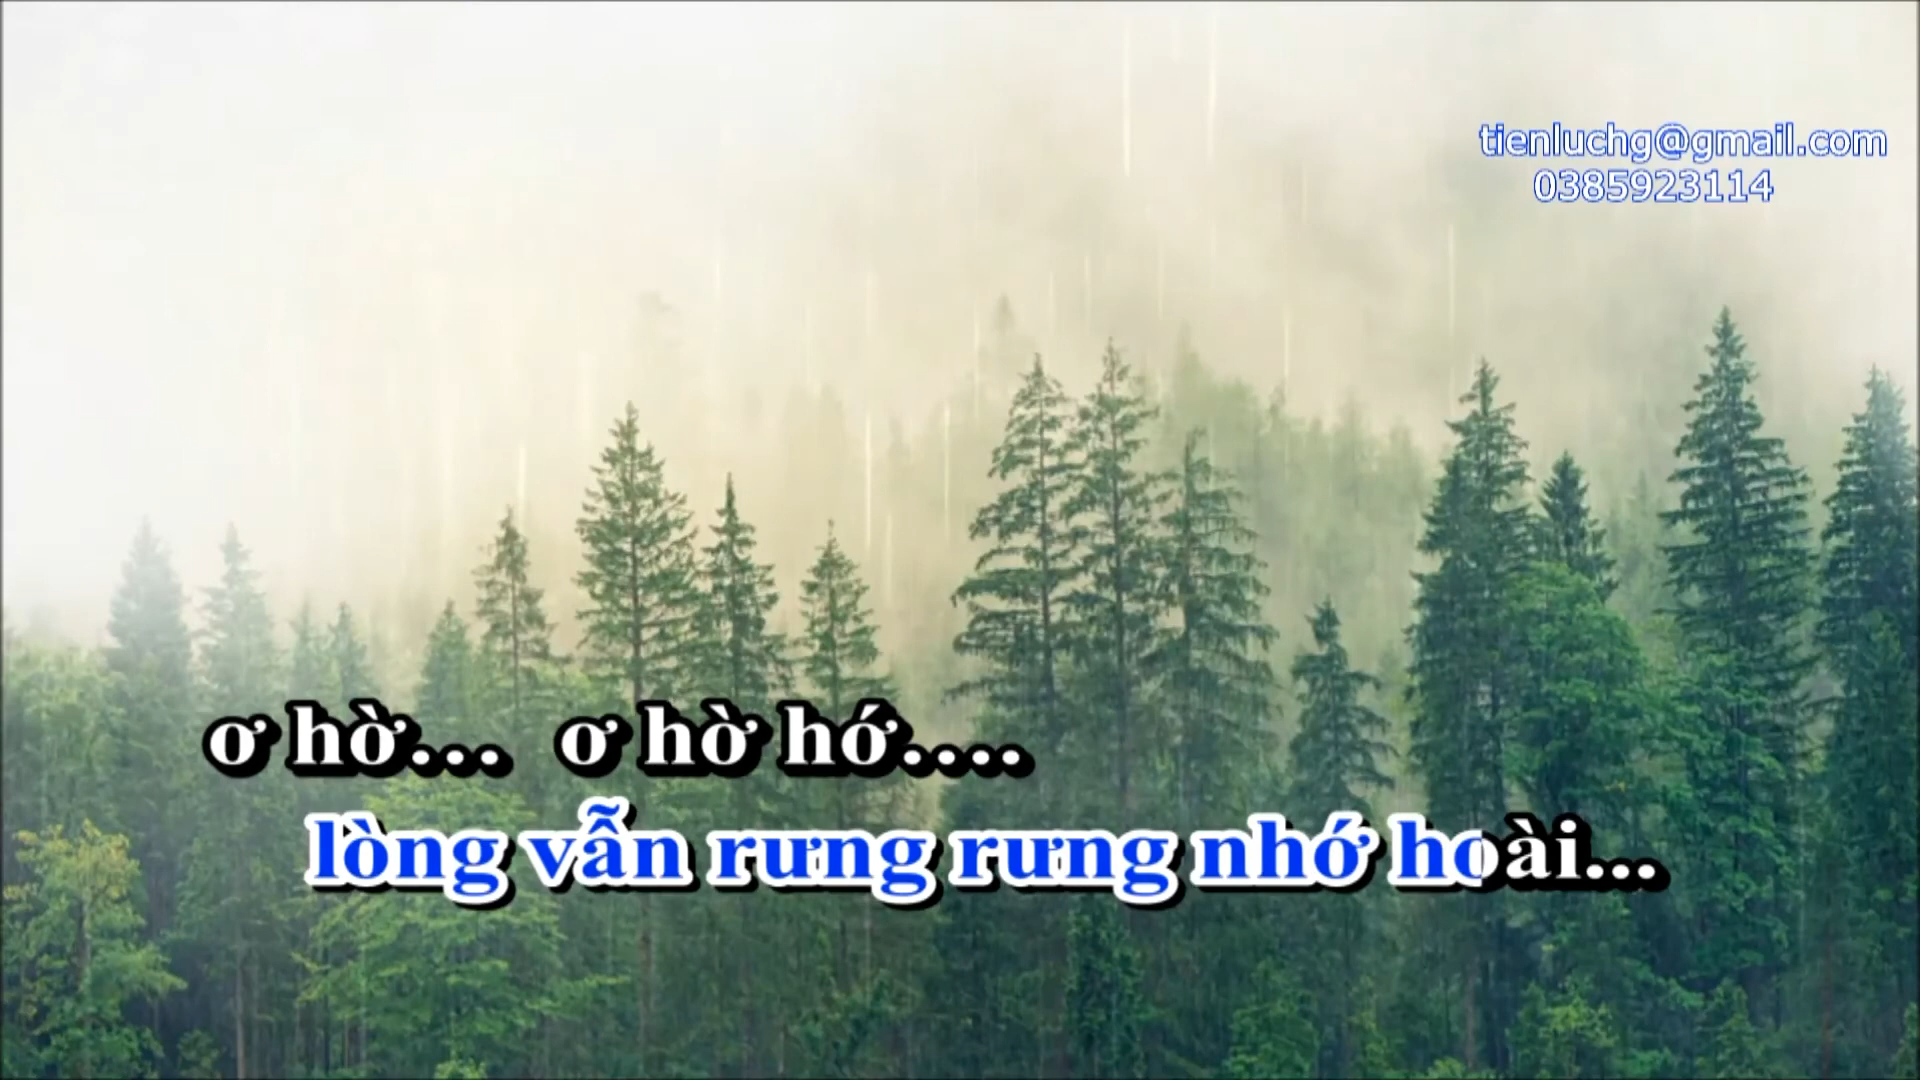 tienluchg@gmail.com
0385923114
ơ hờ... ơ hờ hớ....
lòng vẫn rưng rưng nhớ hoài...